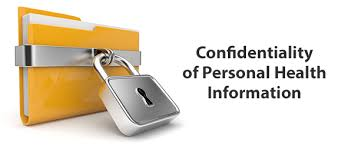 Confidentiality
of Personal Health
Information